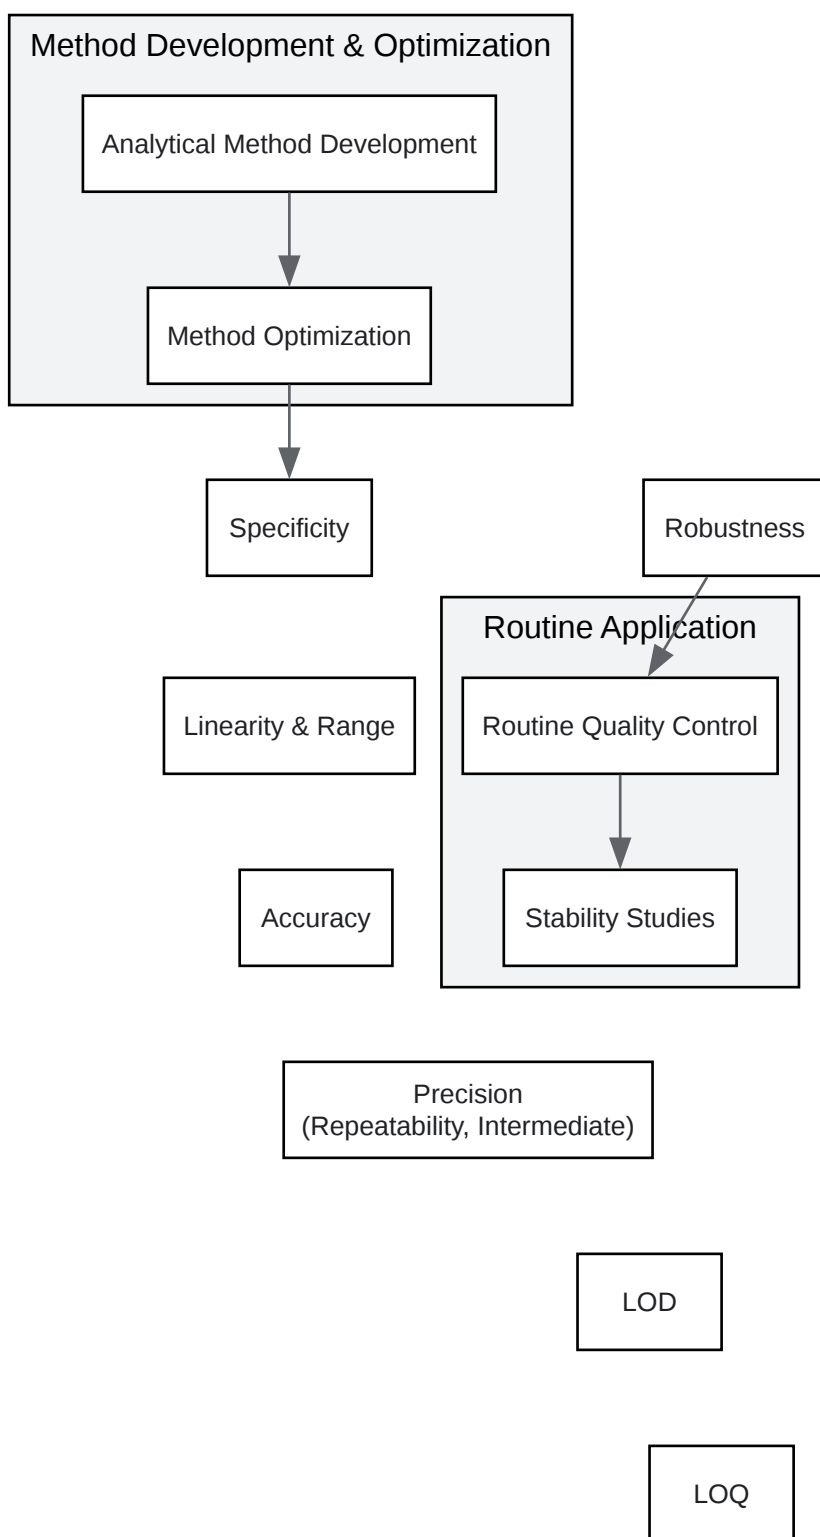 Method Development & Optimization
Analytical Method Development
Method Optimization
Specificity
Robustness
Routine Application
Linearity & Range
Routine Quality Control
Accuracy
Stability Studies
Precision
(Repeatability, Intermediate)
LOD
LOQ